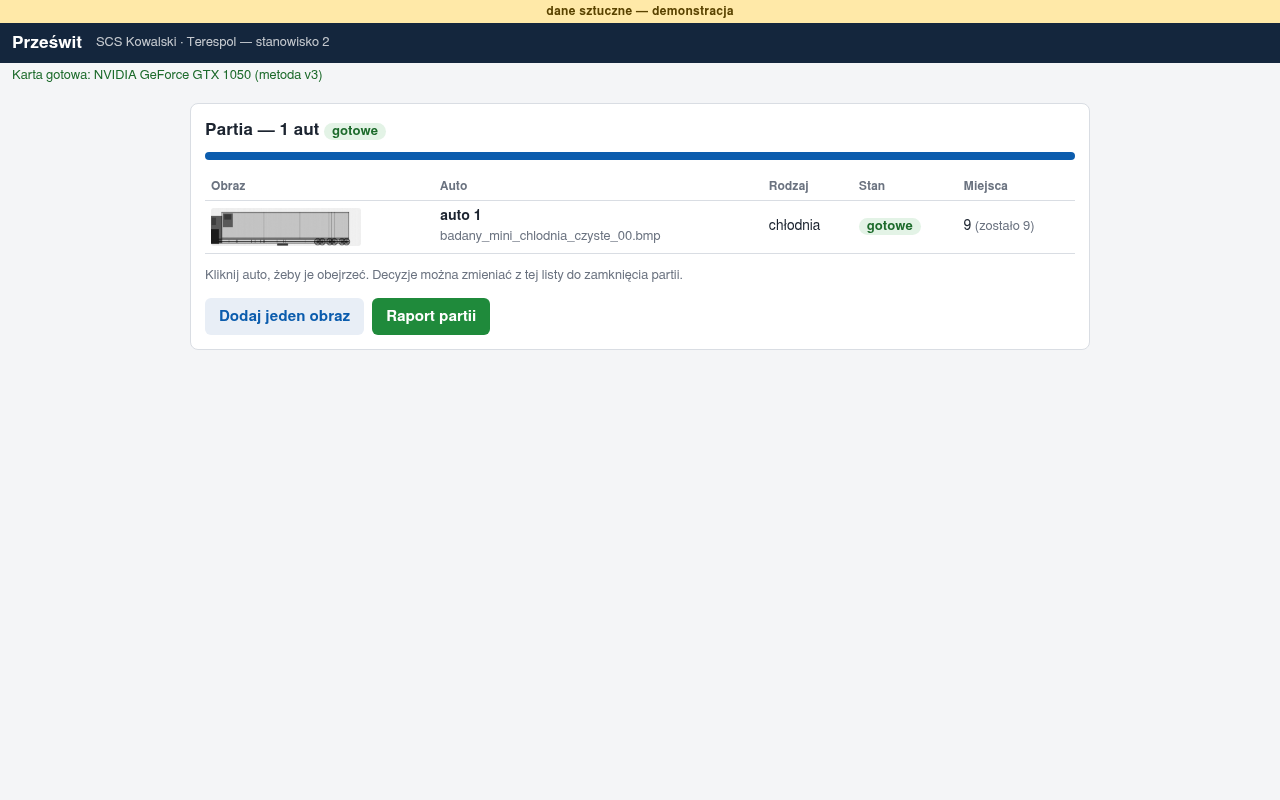 dane sztuczne — demonstracja
Prześwit SCS Kowalski · Terespol — stanowisko 2
Karta gotowa: NVIDIA GeForce GTX 1050 (metoda v3)
Partia — 1 aut gotowe
Obraz Auto Rodzaj Stan Miejsca
auto 1
badany_mini_chlodnia_czyste_00.bmp
chłodnia gotowe 9 (zostało 9)
Kliknij auto, żeby je obejrzeć. Decyzje można zmieniać z tej listy do zamknięcia partii.
Dodaj jeden obraz Raport partii